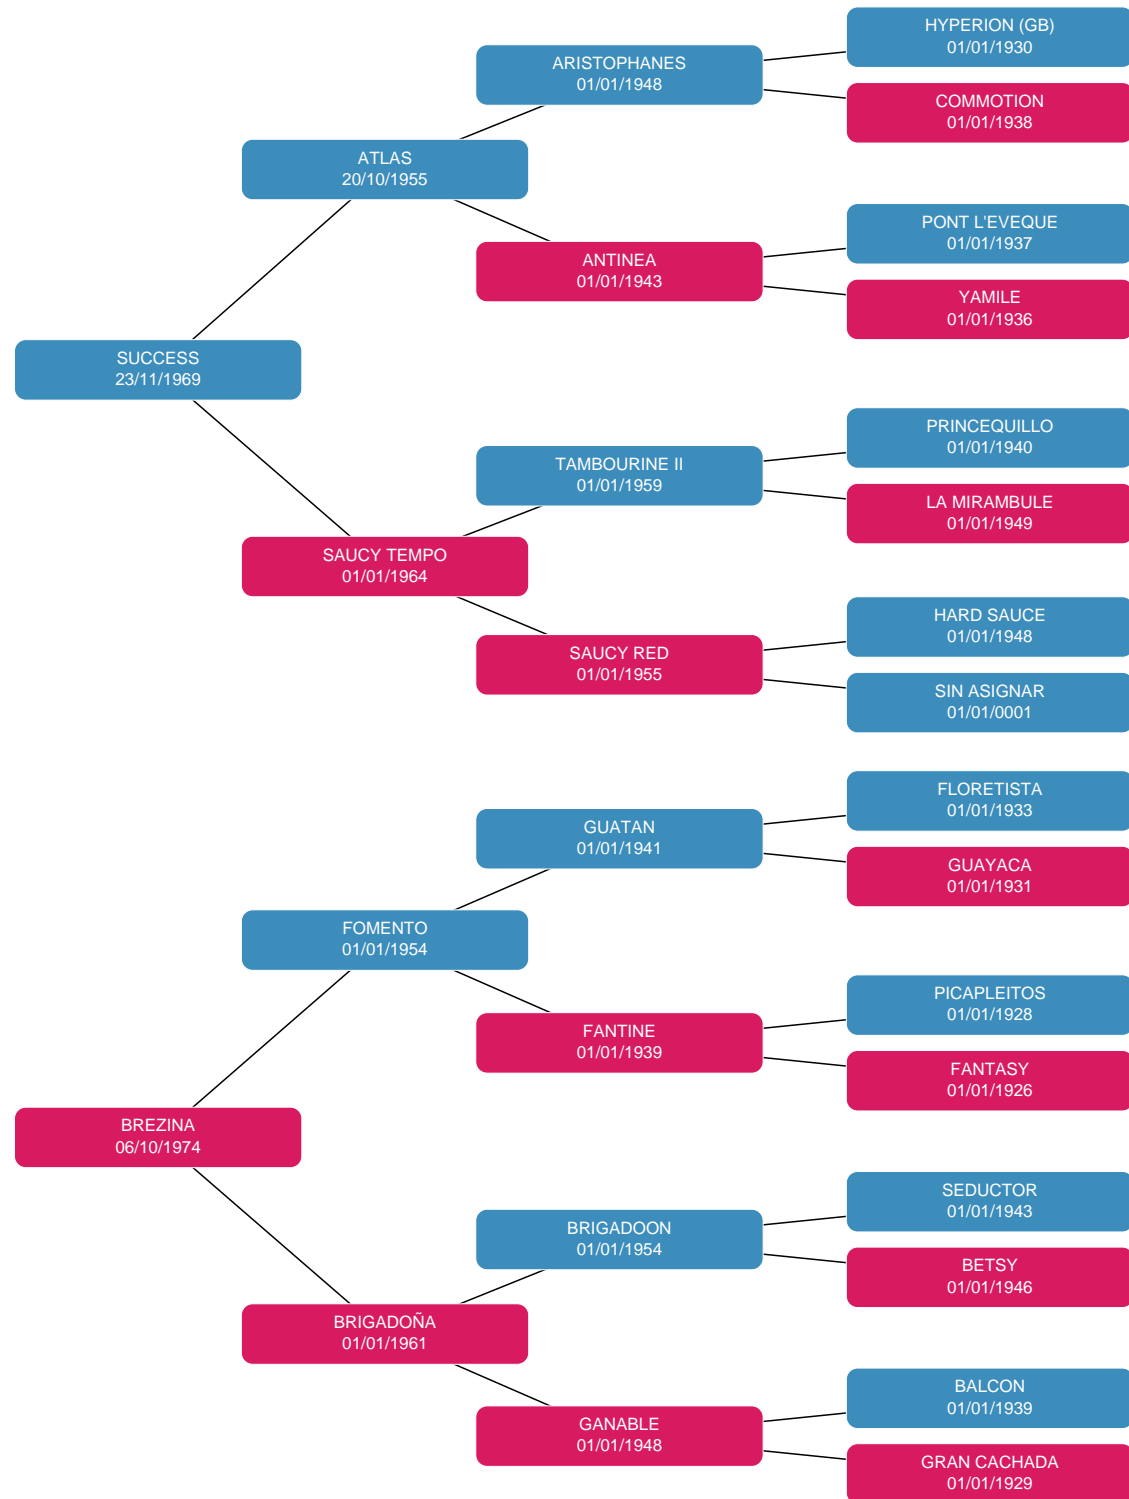 HYPERION (GB)
01/01/1930
ARISTOPHANES
01/01/1948
COMMOTION
01/01/1938
ATLAS
20/10/1955
PONT L'EVEQUE
01/01/1937
ANTINEA
01/01/1943
YAMILE
01/01/1936
SUCCESS
23/11/1969
PRINCEQUILLO
01/01/1940
TAMBOURINE II
01/01/1959
LA MIRAMBULE
01/01/1949
SAUCY TEMPO
01/01/1964
HARD SAUCE
01/01/1948
SAUCY RED
01/01/1955
SIN ASIGNAR
01/01/0001
FLORETISTA
01/01/1933
GUATAN
01/01/1941
GUAYACA
01/01/1931
FOMENTO
01/01/1954
PICAPLEITOS
01/01/1928
FANTINE
01/01/1939
FANTASY
01/01/1926
BREZINA
06/10/1974
SEDUCTOR
01/01/1943
BRIGADOON
01/01/1954
BETSY
01/01/1946
BRIGADOÑA
01/01/1961
BALCON
01/01/1939
GANABLE
01/01/1948
GRAN CACHADA
01/01/1929